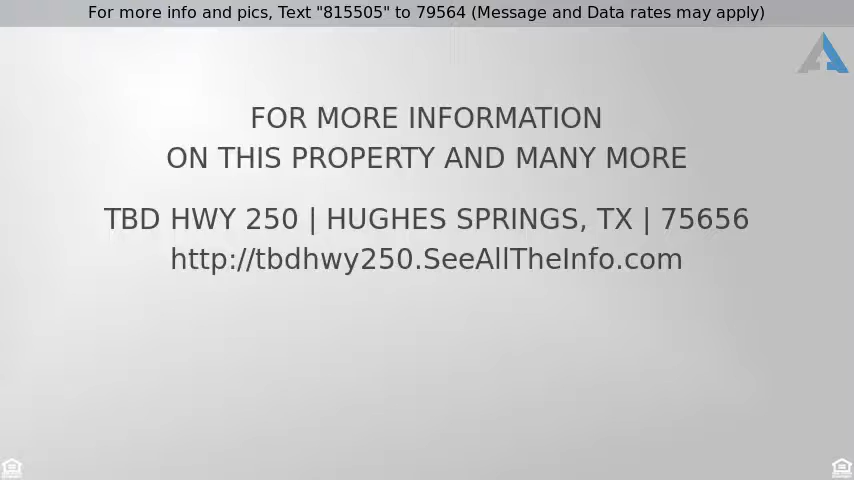 For more info and pics, Text "815505" to 79564 (Message and Data rates may apply)
FOR MORE INFORMATION
ON THIS PROPERTY AND MANY MORE
TBD HWY 250 | HUGHES SPRINGS, TX | 75656
http://tbdhwy250.SeeAllTheInfo.com